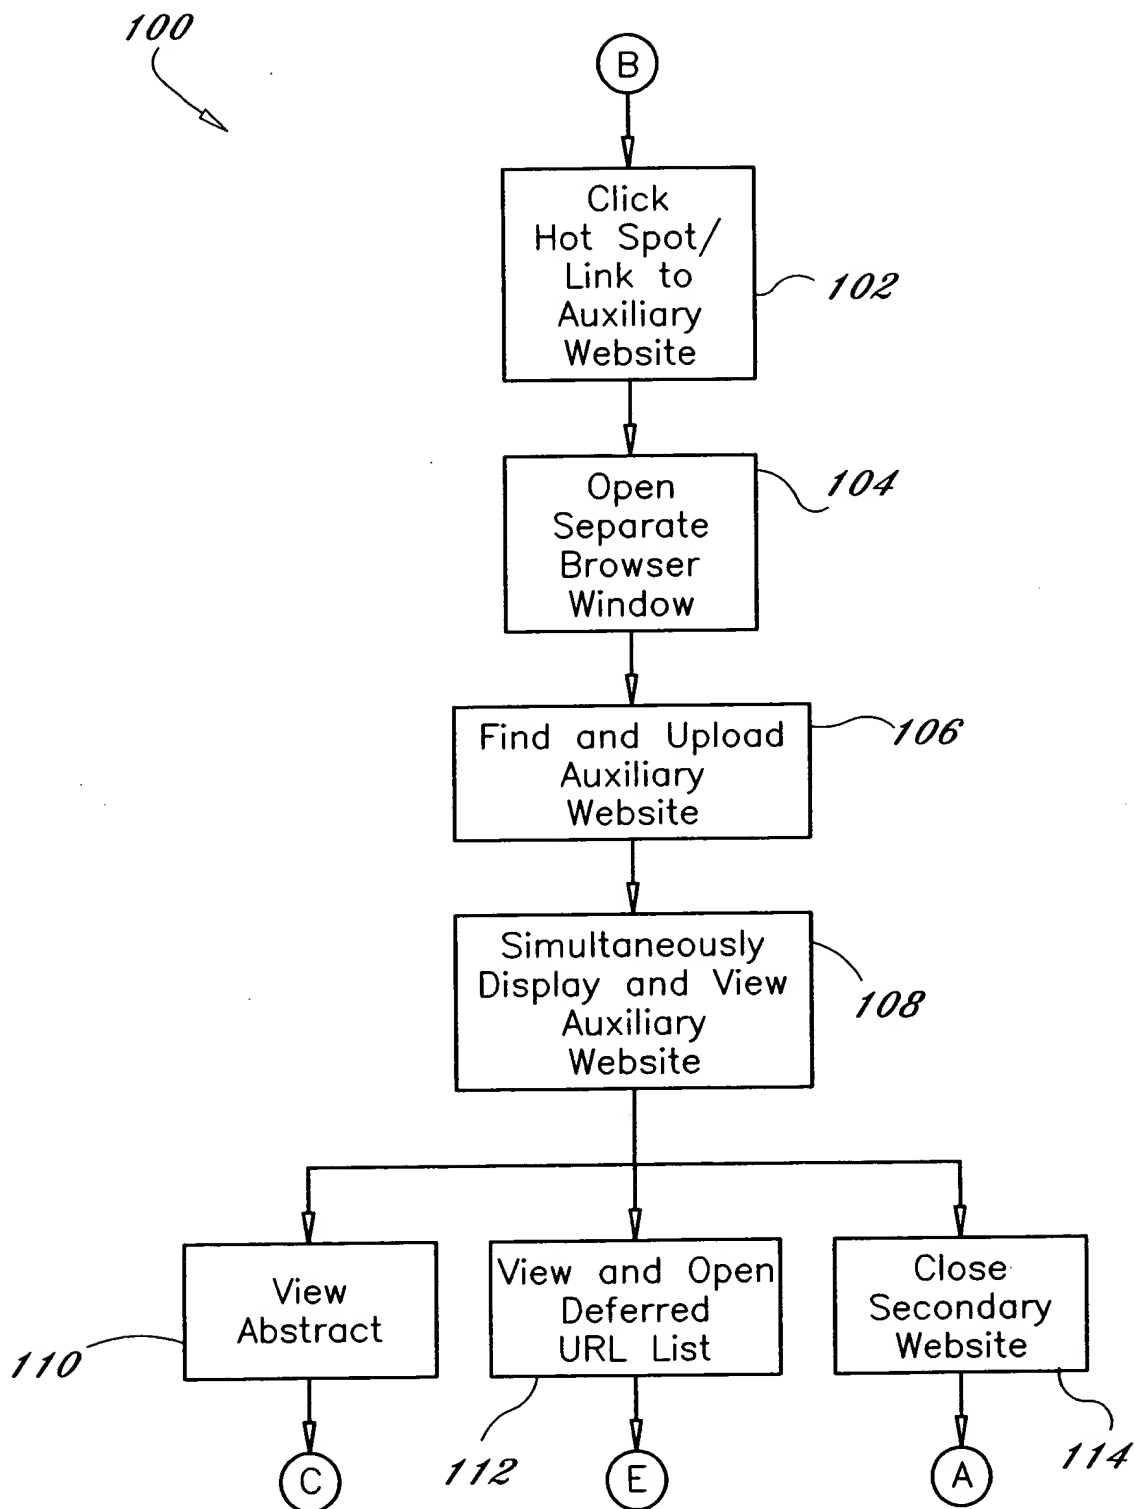 100
B
Click
Hot Spot/
Link to
Auxiliary
Website
102
Open
Separate
Browser
Window
104
Find and Upload
Auxiliary
Website
106
Simultaneously
Display and View
Auxiliary
Website
108
View
Abstract
110
View and Open
Deferred
URL List
112
Close
Secondary
Website
114
C
E
A